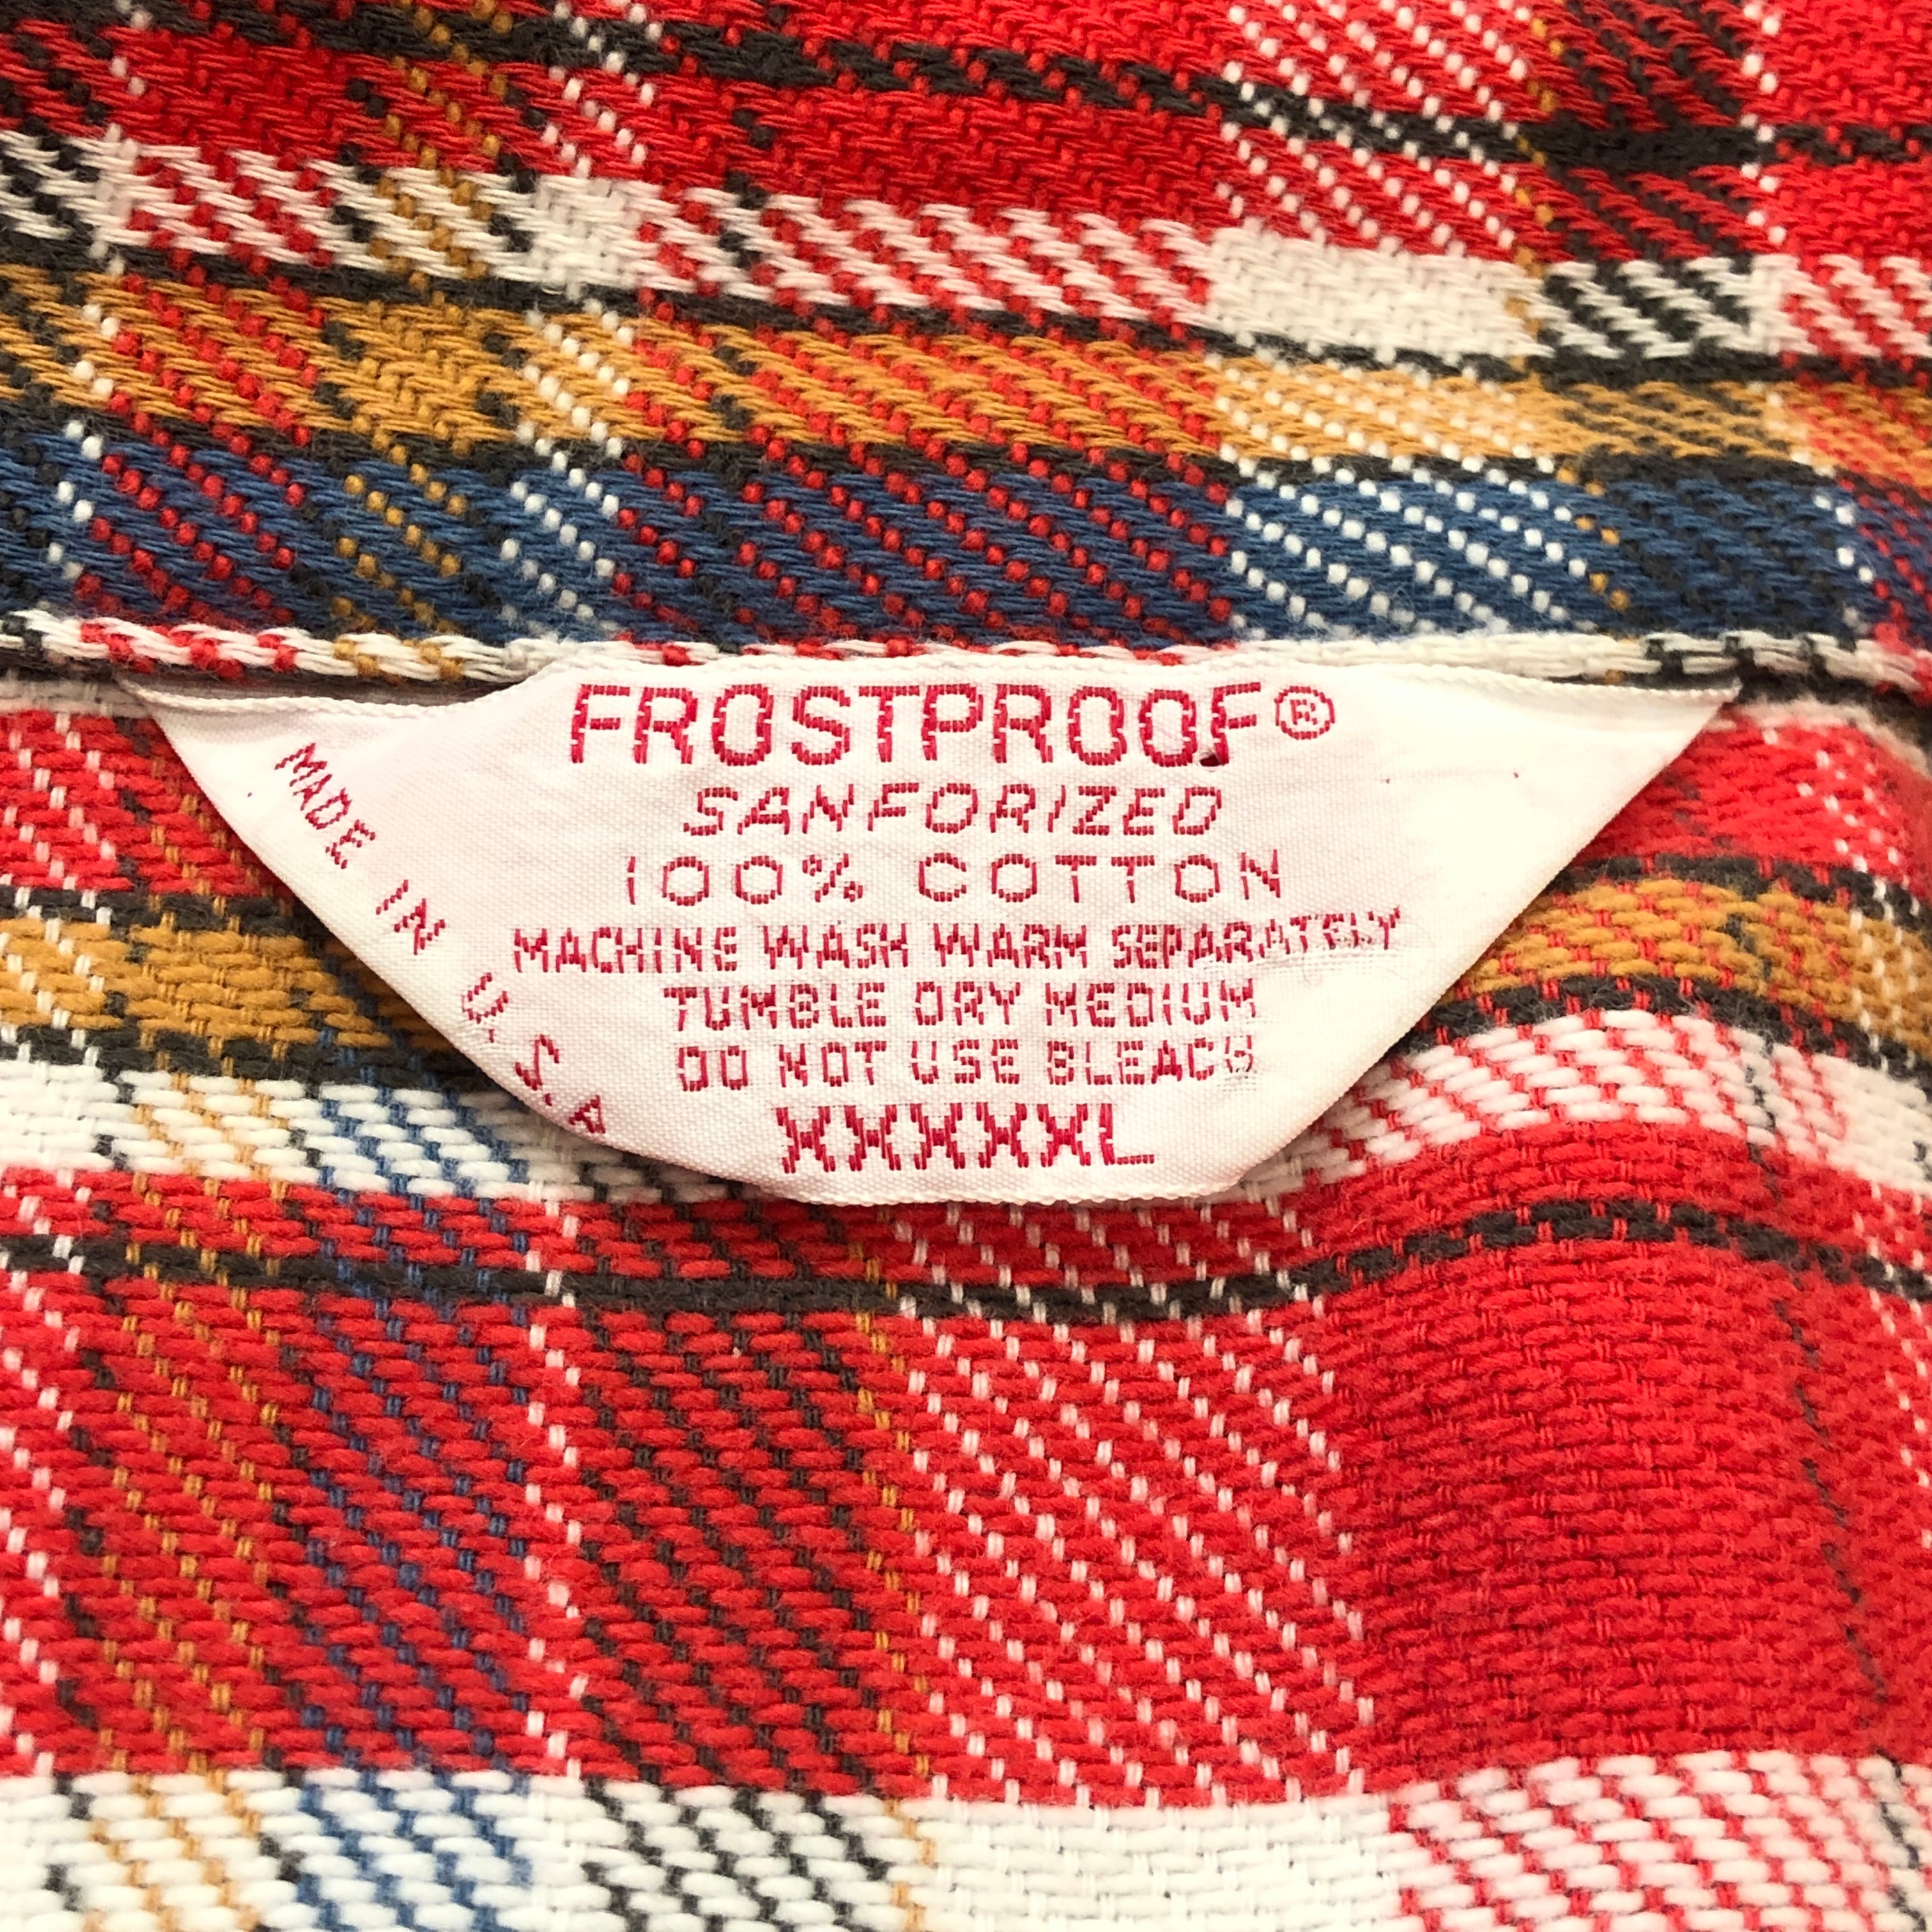 FROSTPROOF®
SANFORIZED
100% COTTON
MACHINE WASH WARM SEPARATELY
TUMBLE DRY MEDIUM
DO NOT USE BLEACH
XXXXXL
MADE IN U.S.A